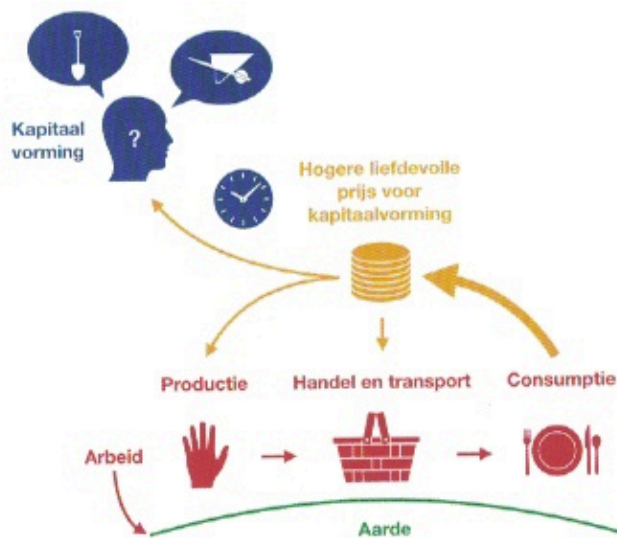 ?
Kapitaal
vorming
Hogere liefdevolle
prijs voor
kapitaalvorming
Productie
Handel en transport
Consumptie
Arbeid
Aarde